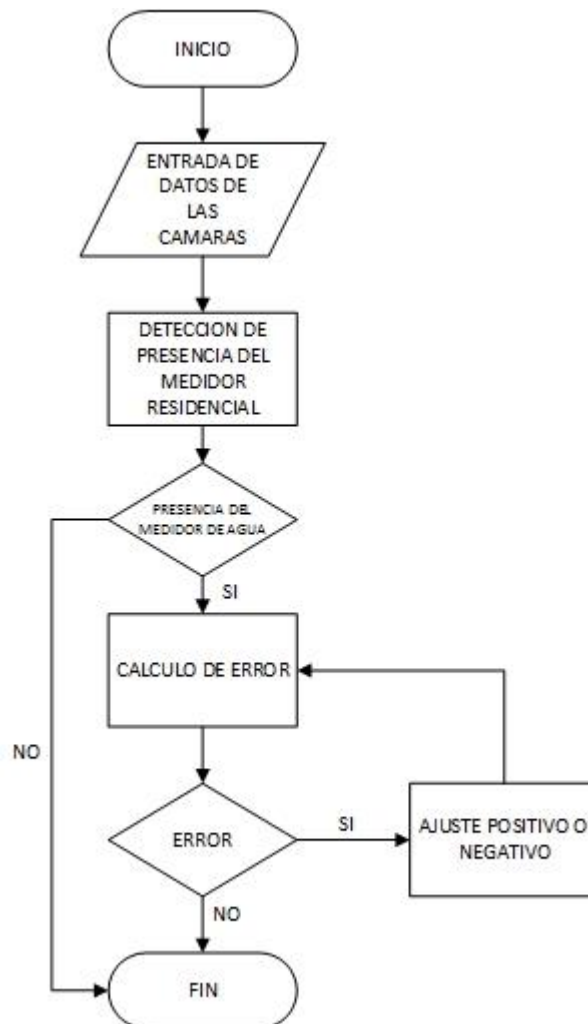 INICIO
ENTRADA DE
DATOS DE
LAS
CAMARAS
DETECCION DE
PRESENCIA DEL
MEDIDOR
RESIDENCIAL
PRESENCIA DEL
MEDIDOR DE AGUA
SI
CALCULO DE ERROR
NO
ERROR
SI
AJUSTE POSITIVO O
NEGATIVO
NO
FIN